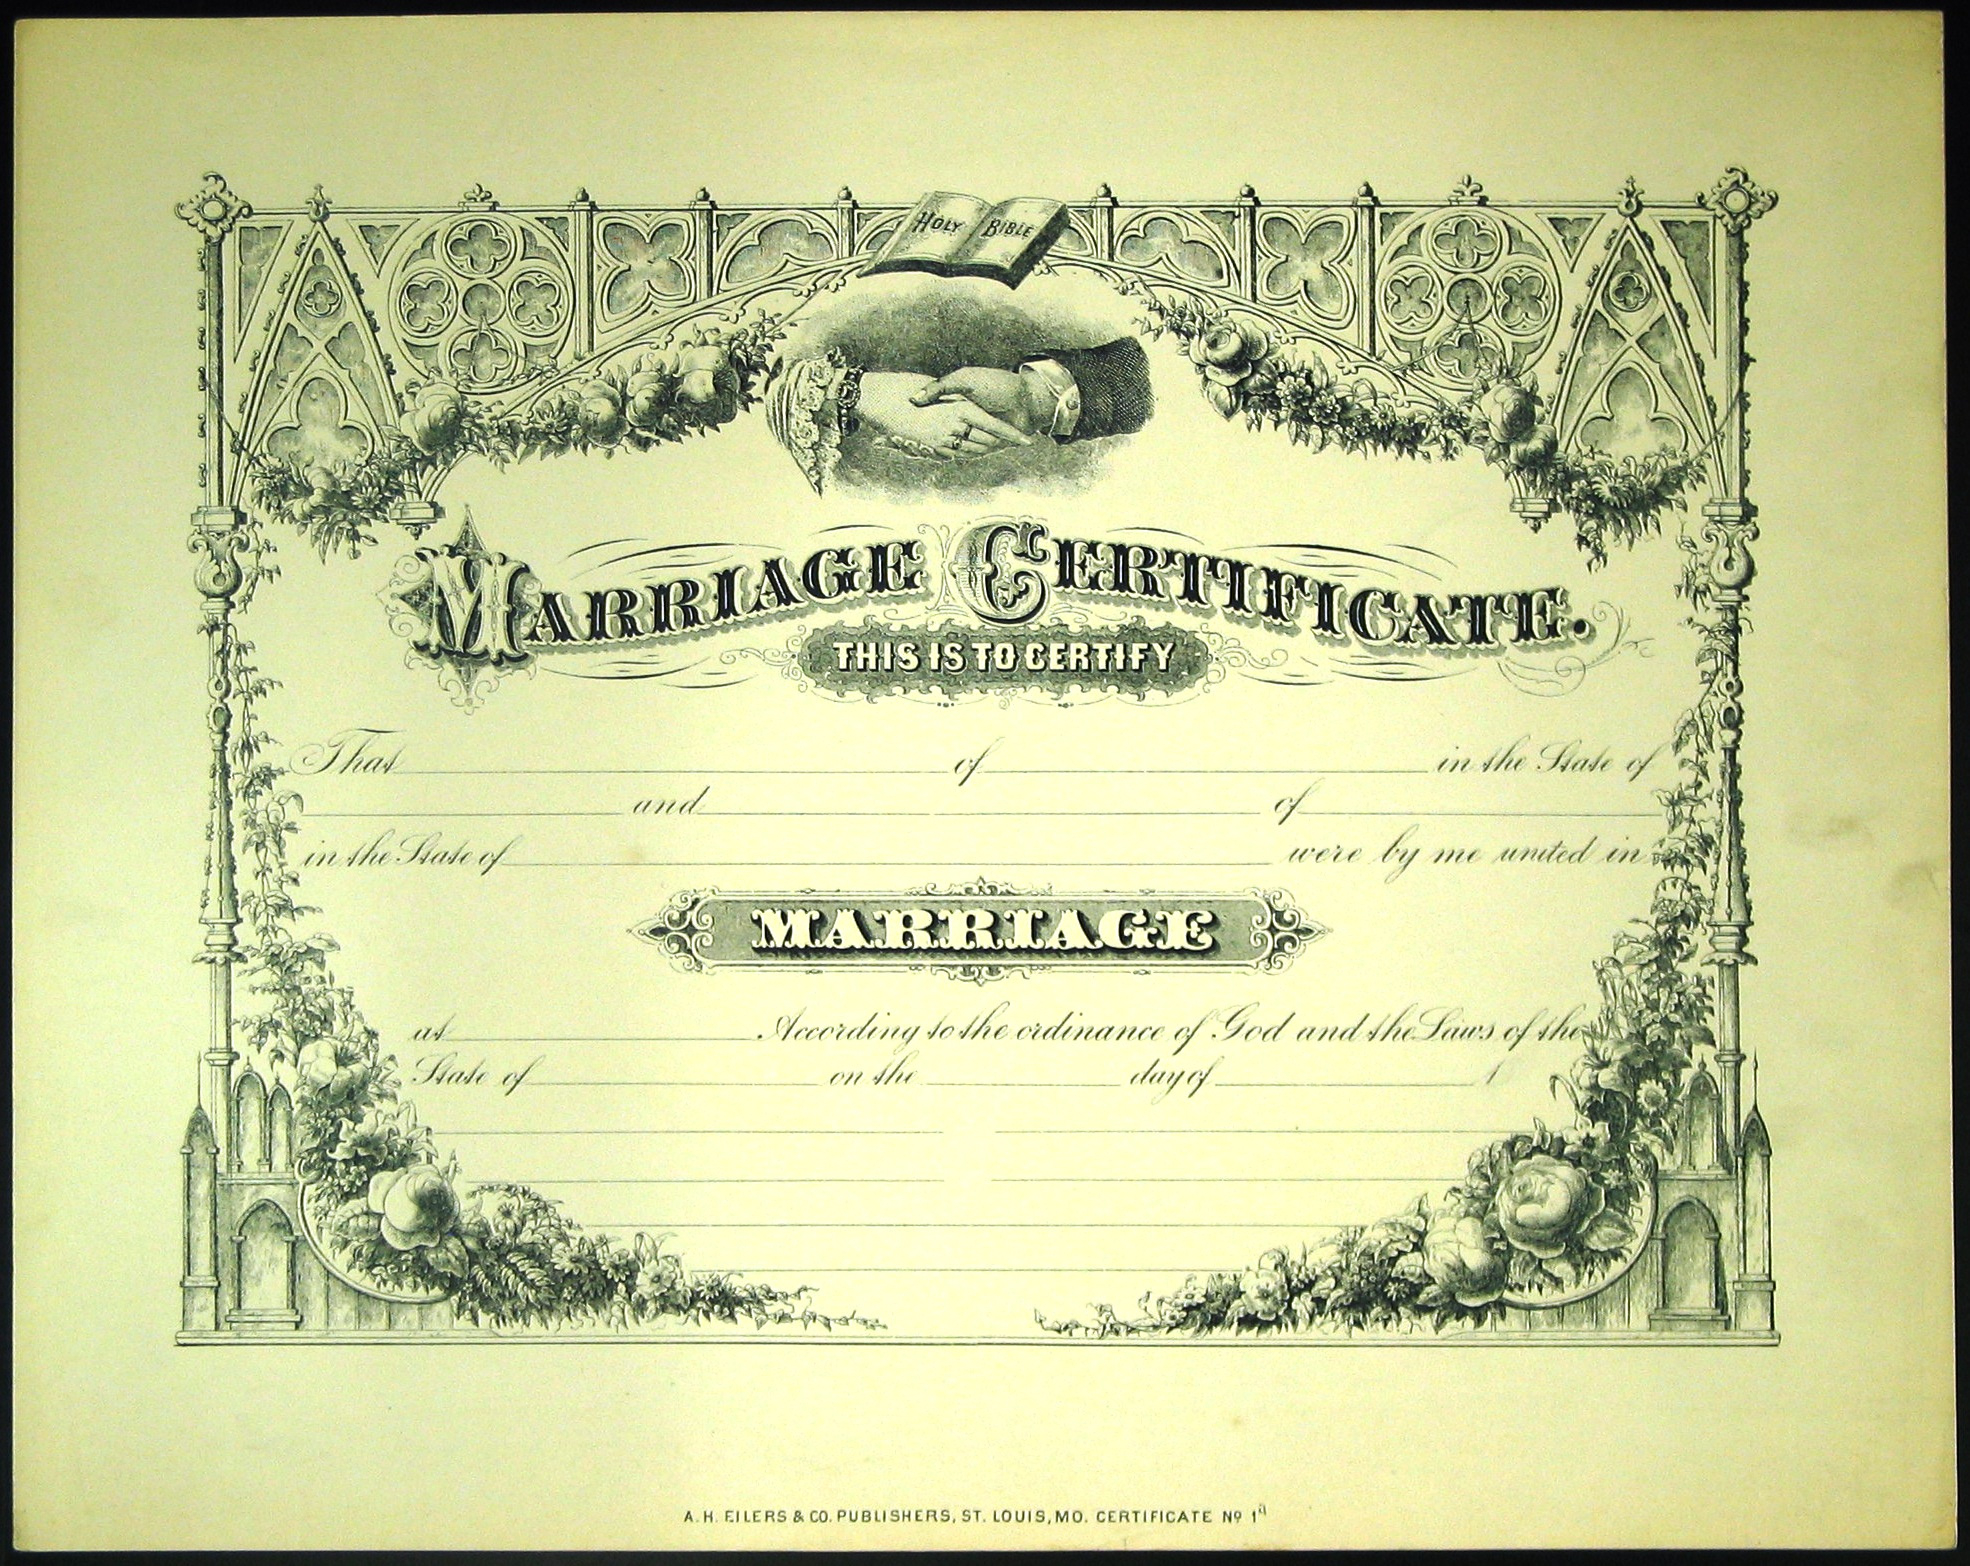 HOLY BIBLE
MARRIAGE CERTIFICATE.
THIS IS TO CERTIFY
That of in the State of
and of
in the State of were by me united in
MARRIAGE
at According to the ordinance of God and the Laws of the
State of on the day of 1
A. H. EILERS & CO. PUBLISHERS, ST. LOUIS, MO. CERTIFICATE Nº 1ª